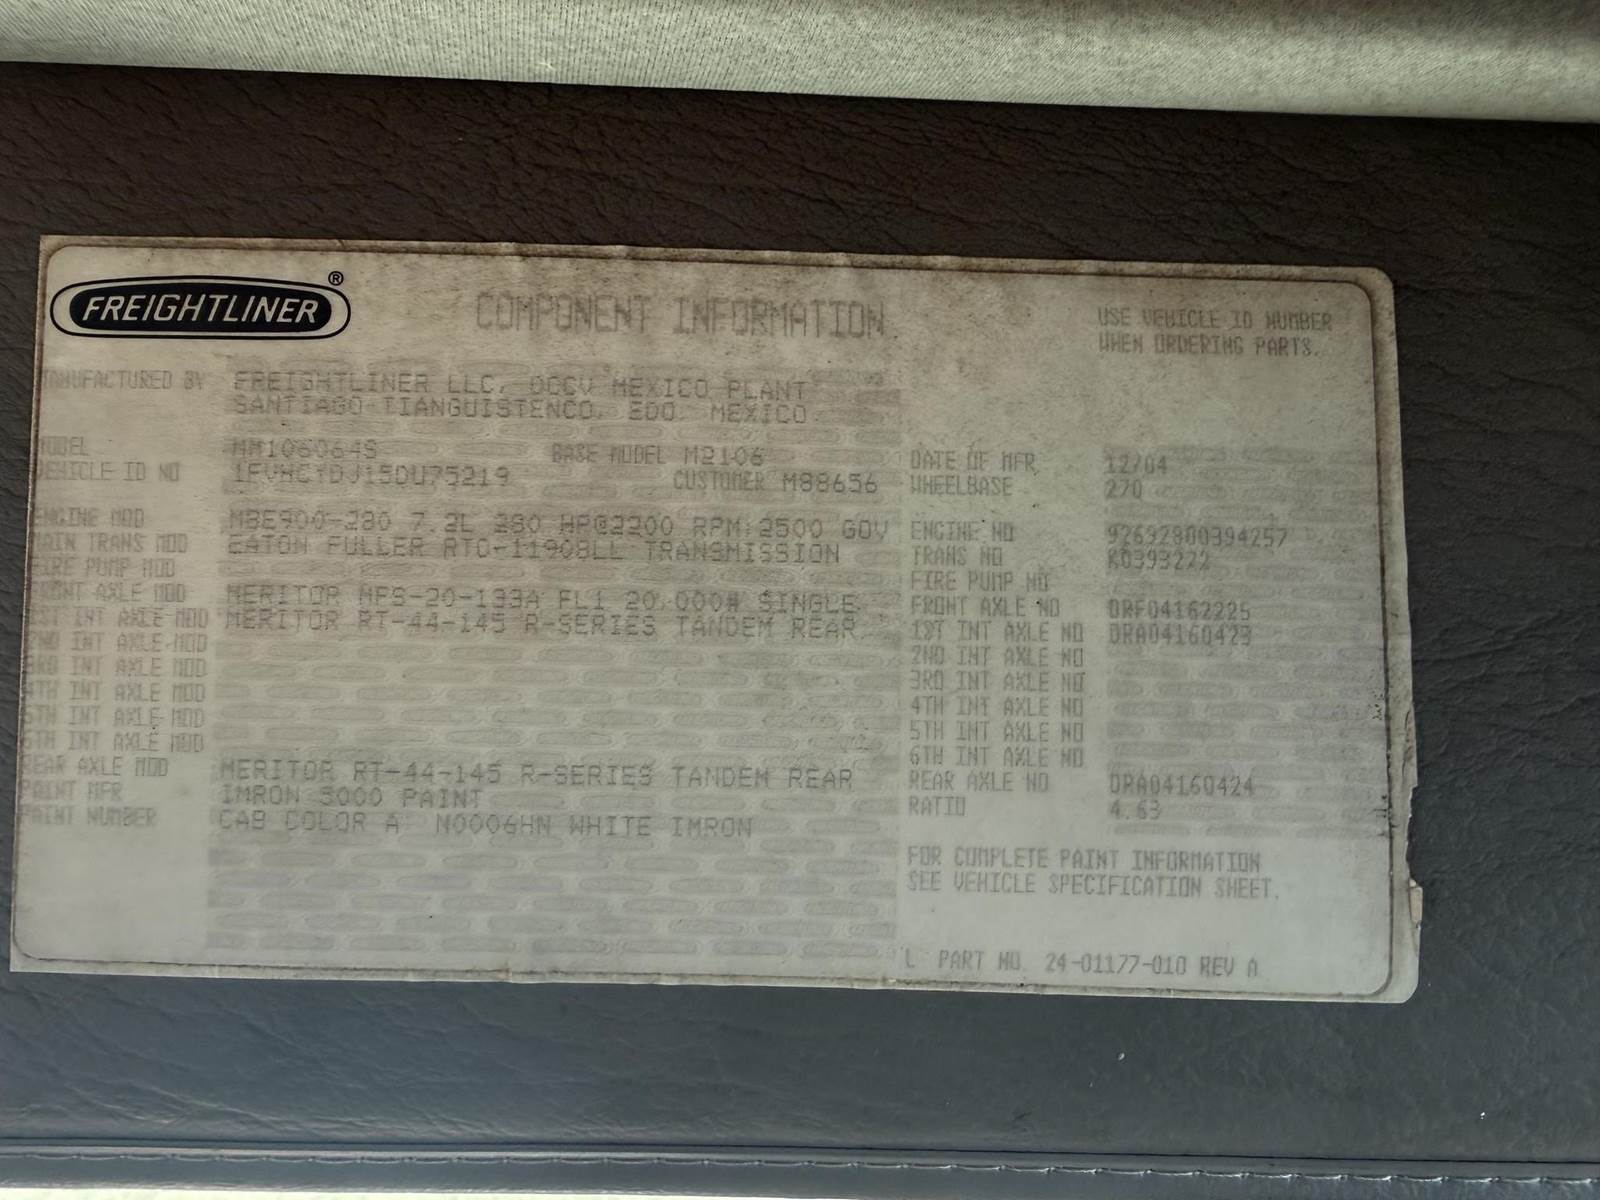 FREIGHTLINER ®
COMPONENT INFORMATION
USE VEHICLE ID NUMBER
WHEN ORDERING PARTS.
MANUFACTURED BY FREIGHTLINER LLC, DCCV MEXICO PLANT
SANTIAGO TIANGUISTENCO, EDO. MEXICO
MODEL MM106064S BASE MODEL M2106 DATE OF MFR 12/04
VEHICLE ID NO 1FVHCYDJ15DU75219 CUSTOMER M88656 WHEELBASE 270
ENGINE MOD MBE900-280 7.2L 280 HP@2200 RPM; 2500 GOV ENGINE NO 92692800394257
MAIN TRANS MOD EATON FULLER RTO-11908LL TRANSMISSION TRANS NO K0393222
FIRE PUMP MOD FIRE PUMP NO
FRONT AXLE MOD MERITOR MFS-20-133A FL1 20,000# SINGLE FRONT AXLE NO ORF04162225
1ST INT AXLE MOD MERITOR RT-44-145 R-SERIES TANDEM REAR 1ST INT AXLE NO ORA04160423
2ND INT AXLE MOD 2ND INT AXLE NO
3RD INT AXLE MOD 3RD INT AXLE NO
4TH INT AXLE MOD 4TH INT AXLE NO
5TH INT AXLE MOD 5TH INT AXLE NO
6TH INT AXLE MOD 6TH INT AXLE NO
REAR AXLE MOD MERITOR RT-44-145 R-SERIES TANDEM REAR REAR AXLE NO ORA04160424
PAINT MFR IMRON 5000 PAINT RATIO 4.63
PAINT NUMBER CAB COLOR A N0006HN WHITE IMRON
FOR COMPLETE PAINT INFORMATION
SEE VEHICLE SPECIFICATION SHEET.
L PART NO. 24-01177-010 REV A